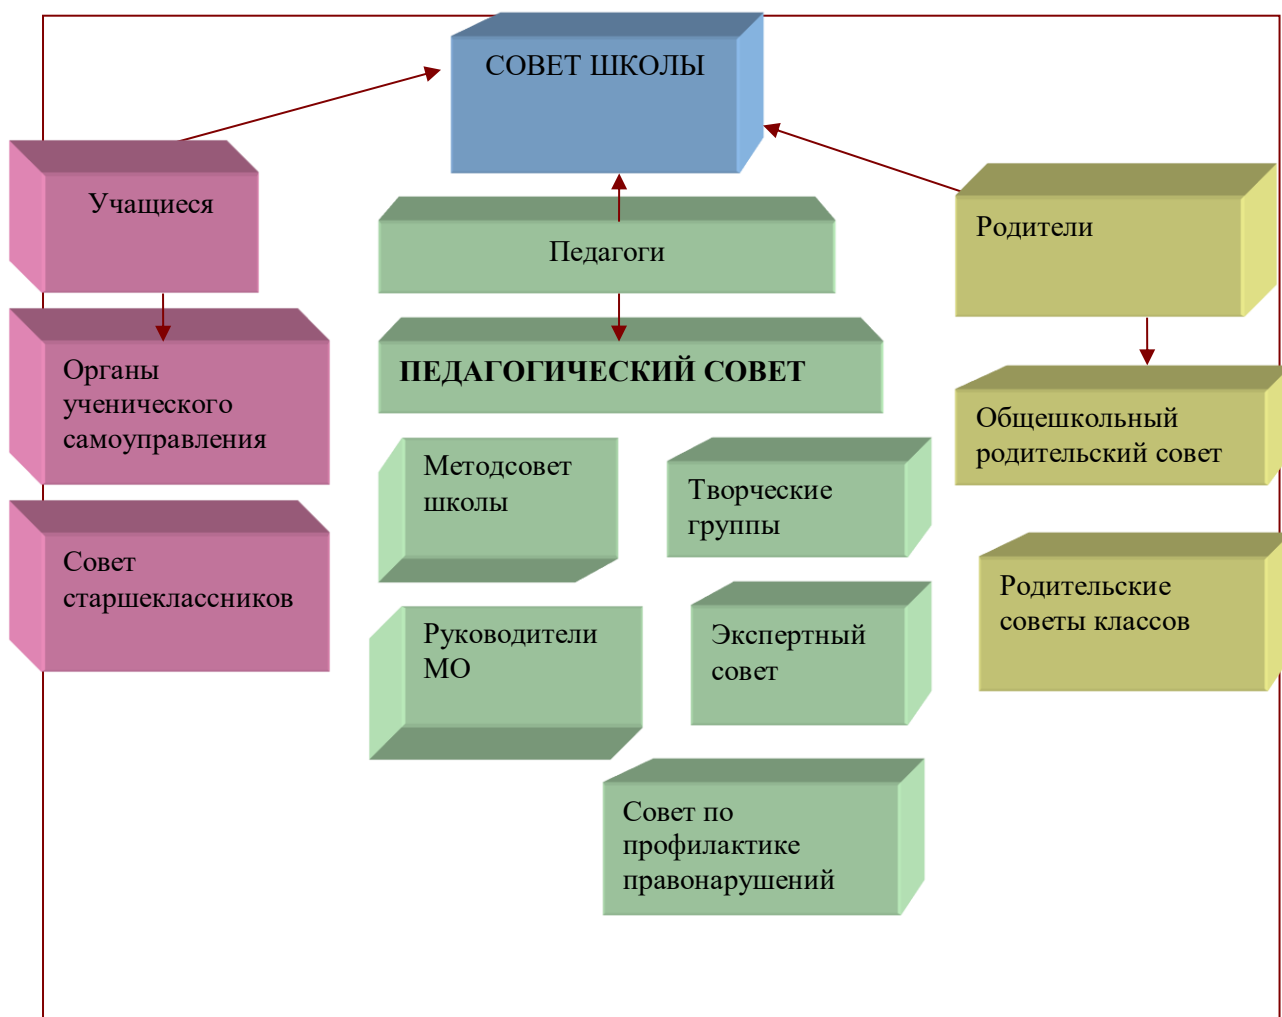 СОВЕТ ШКОЛЫ
Учащиеся
Педагоги
Родители
Органы
ученического
самоуправления
ПЕДАГОГИЧЕСКИЙ СОВЕТ
Общешкольный
родительский совет
Методсовет
школы
Творческие
группы
Совет
старшеклассников
Родительские
советы классов
Руководители
МО
Экспертный
совет
Совет по
профилактике
правонарушений